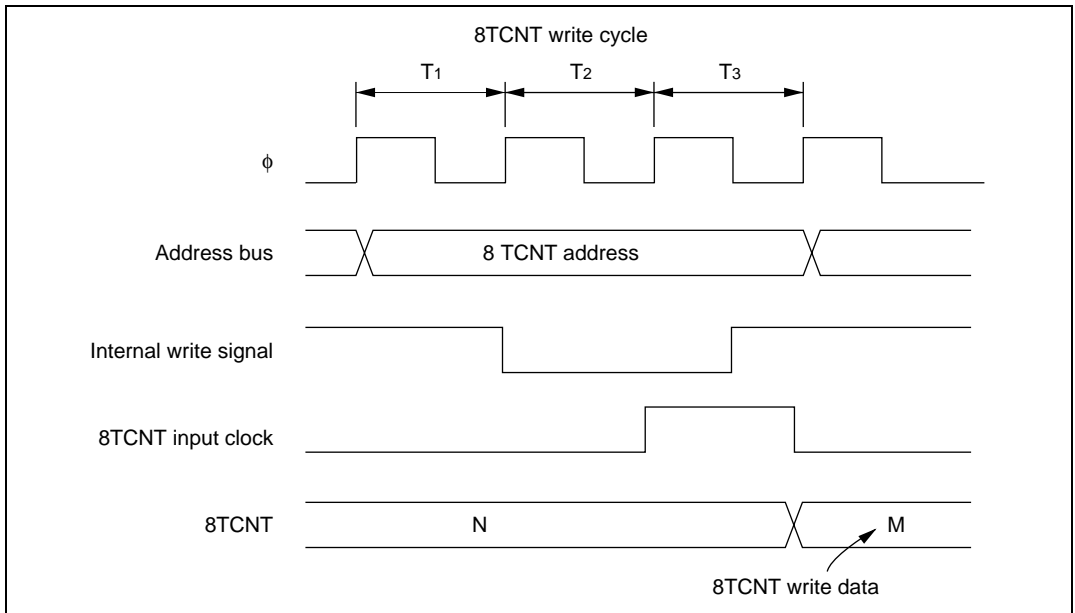 8TCNT write cycle
T1 T2 T3
φ
Address bus
8 TCNT address
Internal write signal
8TCNT input clock
8TCNT
N
M
8TCNT write data